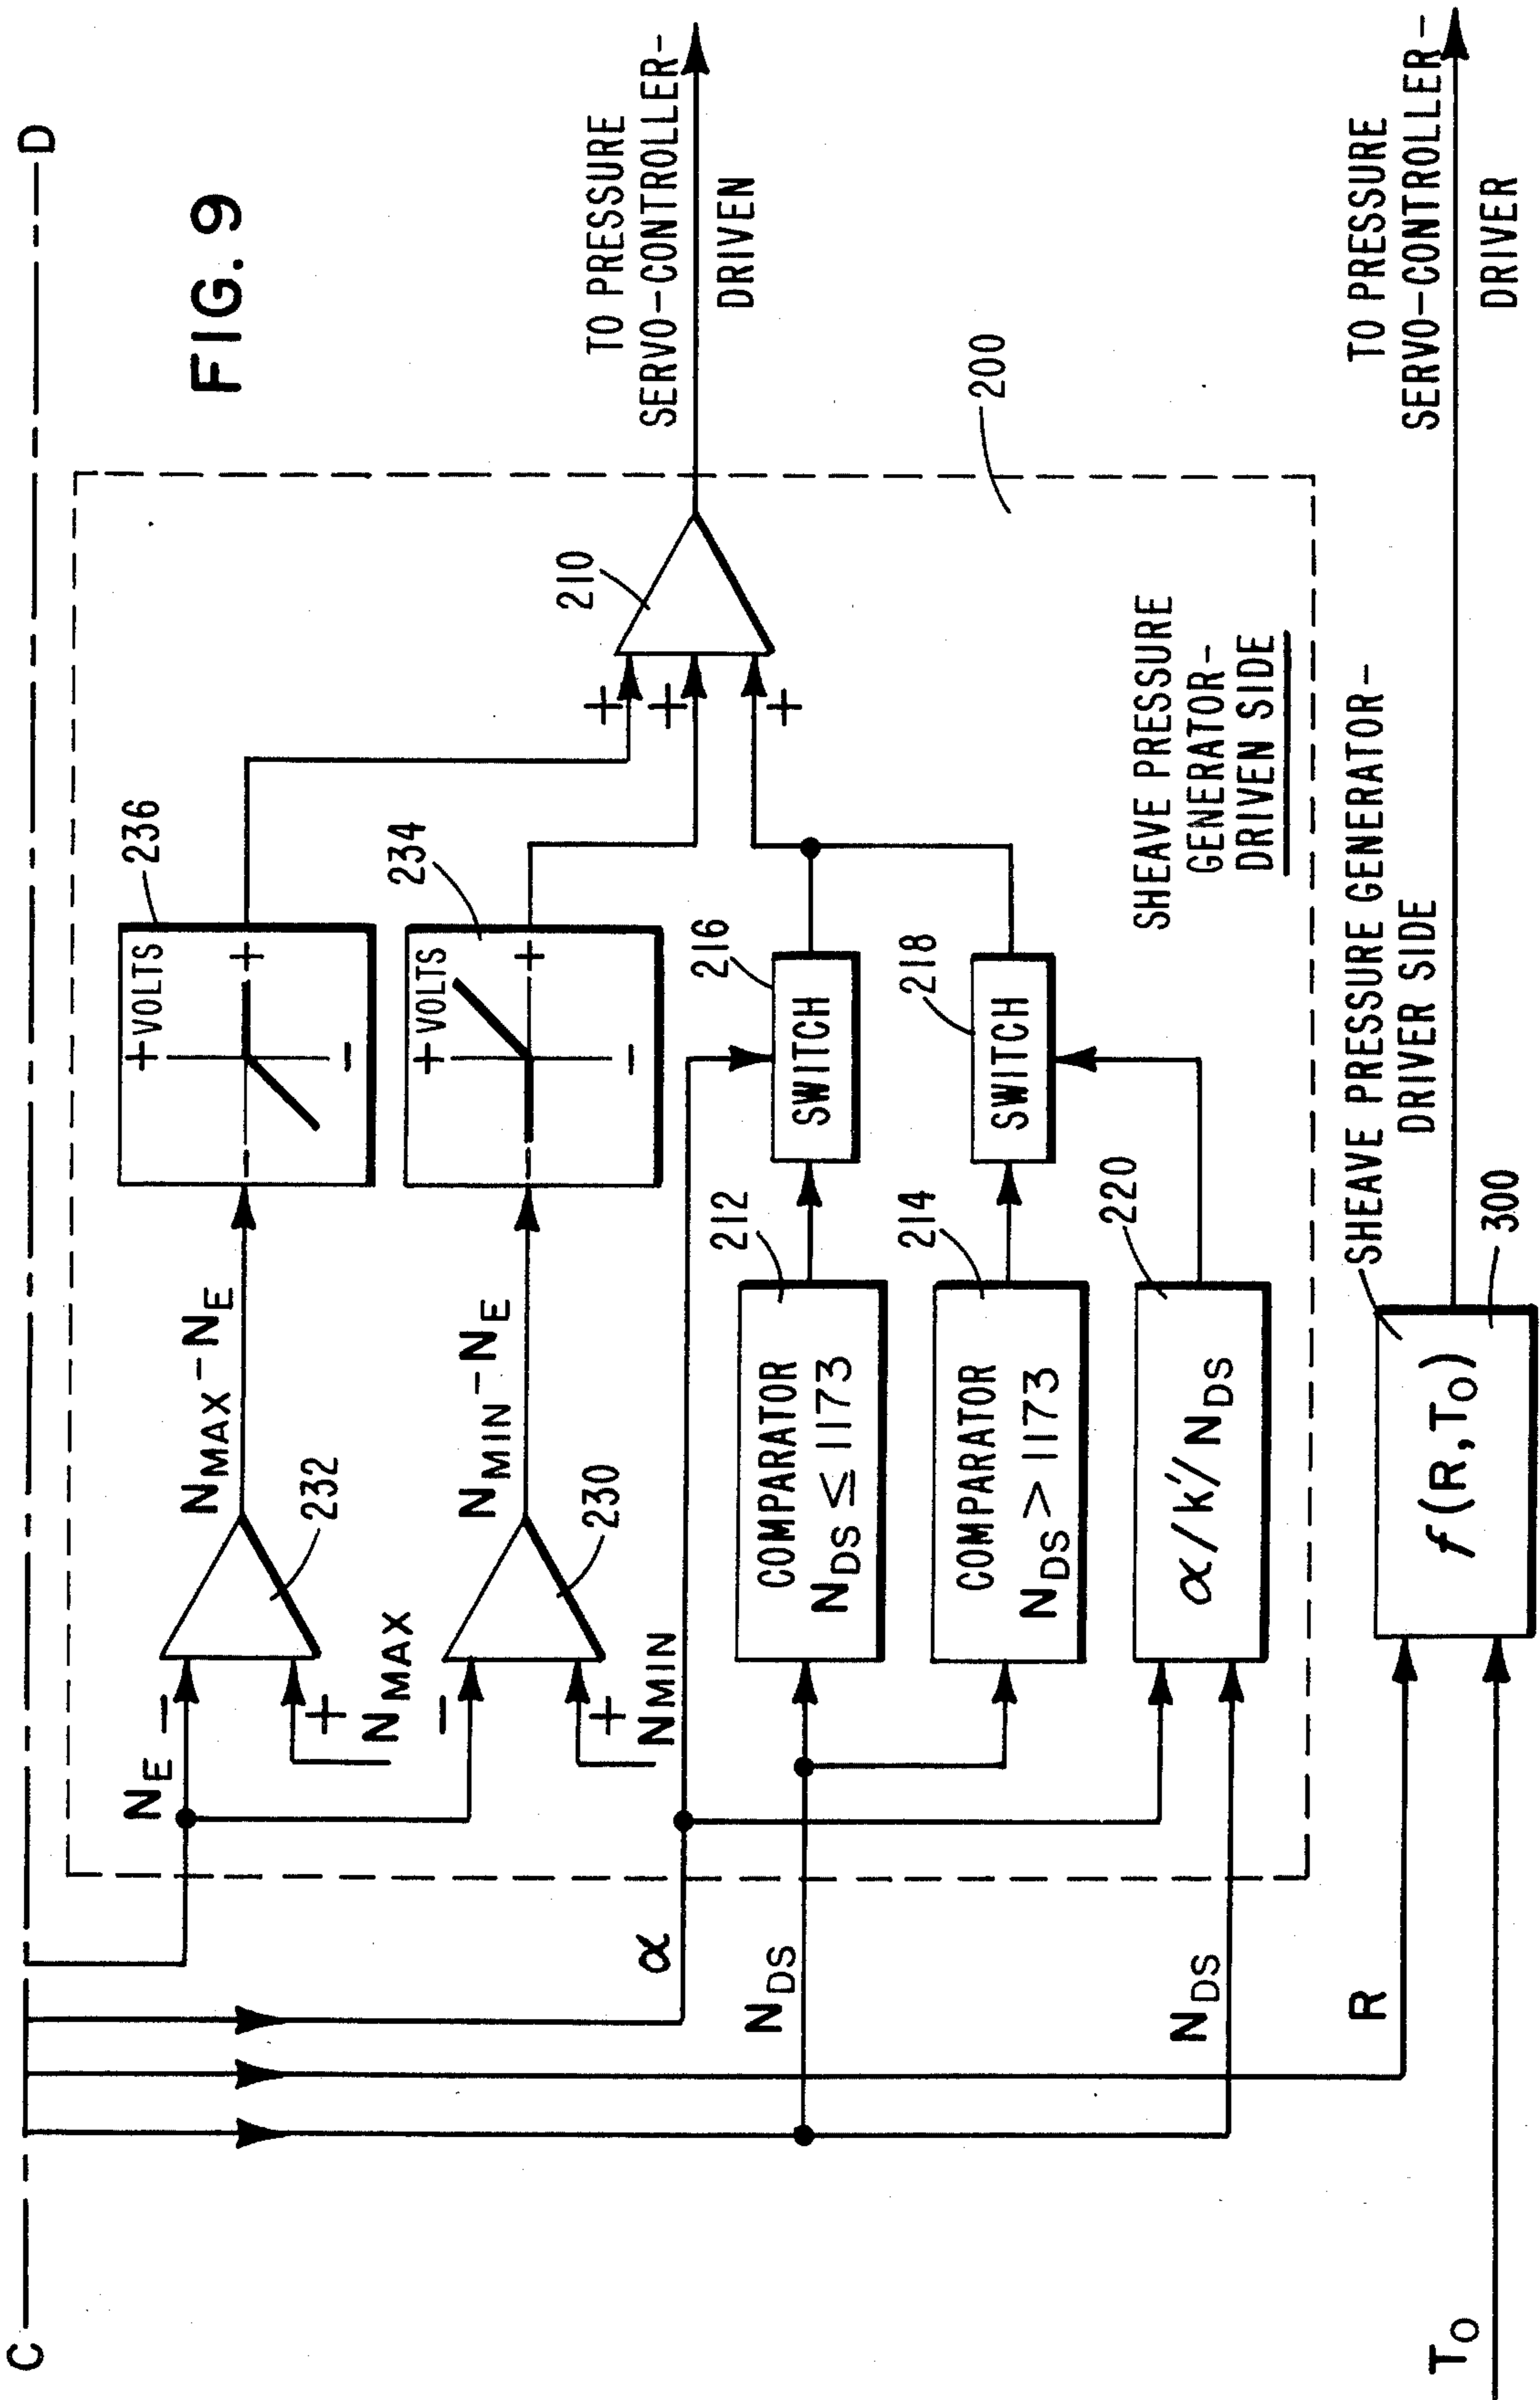 FIG. 9
C
D
N_E
−
+
N_MAX
232
N_MAX−N_E
+VOLTS
−
+
−
236
−
+
N_MIN
230
N_MIN−N_E
+VOLTS
−
+
−
234
+
+
+
210
TO PRESSURE
SERVO-CONTROLLER-
DRIVEN
α
N_DS
COMPARATOR
N_DS ≤ 1173
212
SWITCH
216
COMPARATOR
N_DS > 1173
214
SWITCH
218
N_DS
α/k'/N_DS
220
200
SHEAVE PRESSURE
GENERATOR-
DRIVEN SIDE
R
T_O
f(R,T_O)
300
SHEAVE PRESSURE GENERATOR-
DRIVER SIDE
TO PRESSURE
SERVO-CONTROLLER-
DRIVER